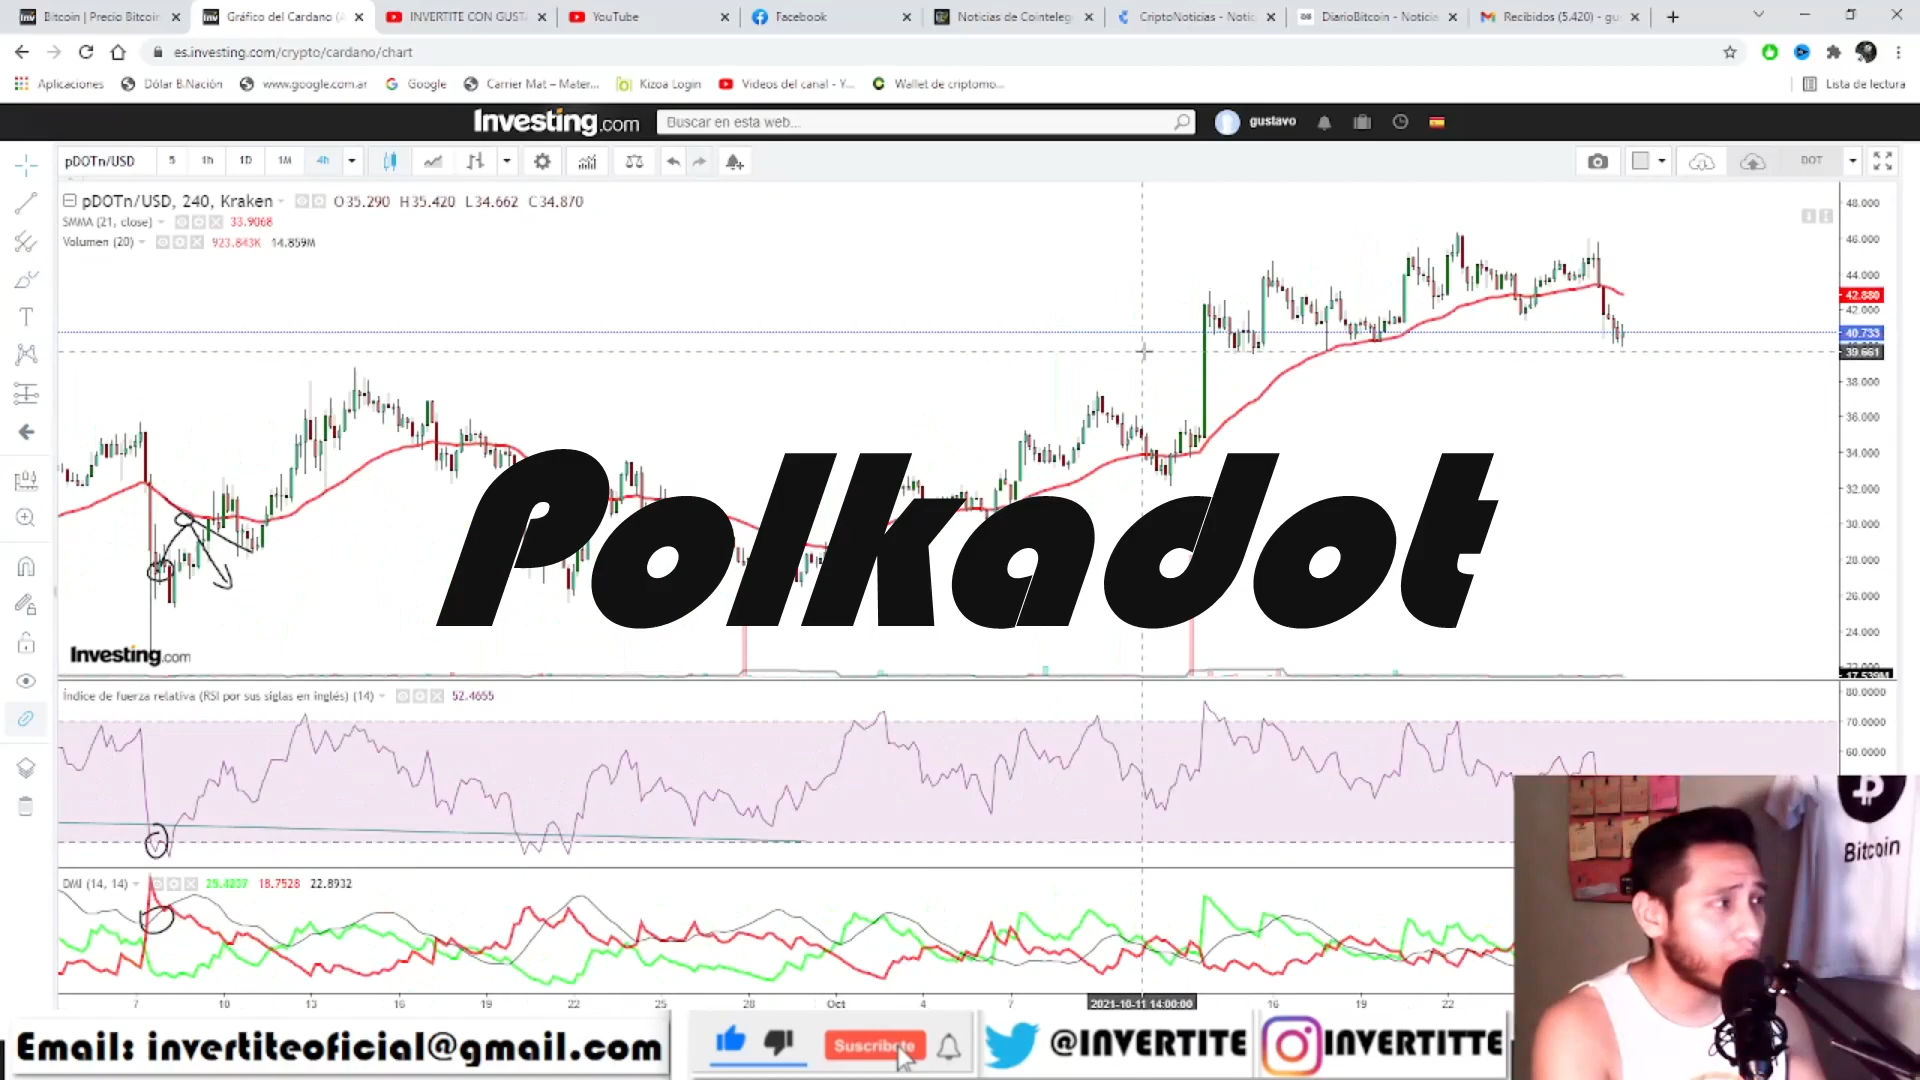 Bitcoin | Precio Bitcoin
Gráfico del Cardano (A
INVERTITE CON GUST
YouTube
Facebook
Noticias de Cointeleg
CriptoNoticias - Notic
DiarioBitcoin - Noticia
Recibidos (5.420) - gu
es.investing.com/crypto/cardano/chart
Aplicaciones
Dólar B.Nación
www.google.com.ar
Google
Carrier Mat – Mater...
Kizoa Login
Videos del canal - Y...
Wallet de criptomo...
Lista de lectura
Investing.com
Buscar en esta web...
gustavo
pDOTn/USD
5
1h
1D
1M
4h
DOT
pDOTn/USD, 240, Kraken
O35.290 H35.420 L34.662 C34.870
SMMA (21, close)
33.9068
Volumen (20)
923.843K 14.859M
48.000
46.000
44.000
42.880
42.000
40.733
39.661
38.000
36.000
34.000
32.000
30.000
28.000
26.000
24.000
Polkadot
Investing.com
Índice de fuerza relativa (RSI por sus siglas en inglés) (14)
52.4655
80.0000
70.0000
60.0000
Bitcoin
DMI (14, 14)
18.7528 22.8932
7
10
13
16
19
22
25
28
Oct
4
7
2021-10-11 14:00:00
16
19
22
Email: invertiteoficial@gmail.com
Suscribete
@INVERTITE
INVERTITTE